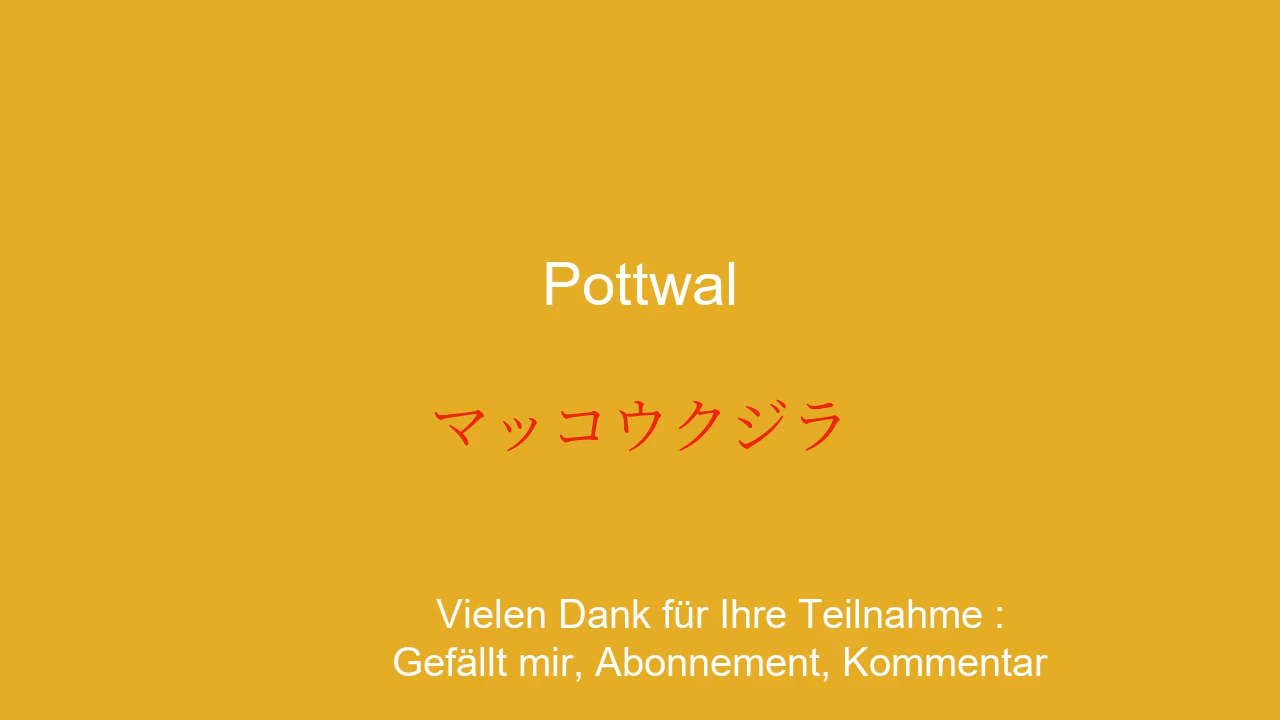 Pottwal
マッコウクジラ
Vielen Dank für Ihre Teilnahme :
Gefällt mir, Abonnement, Kommentar